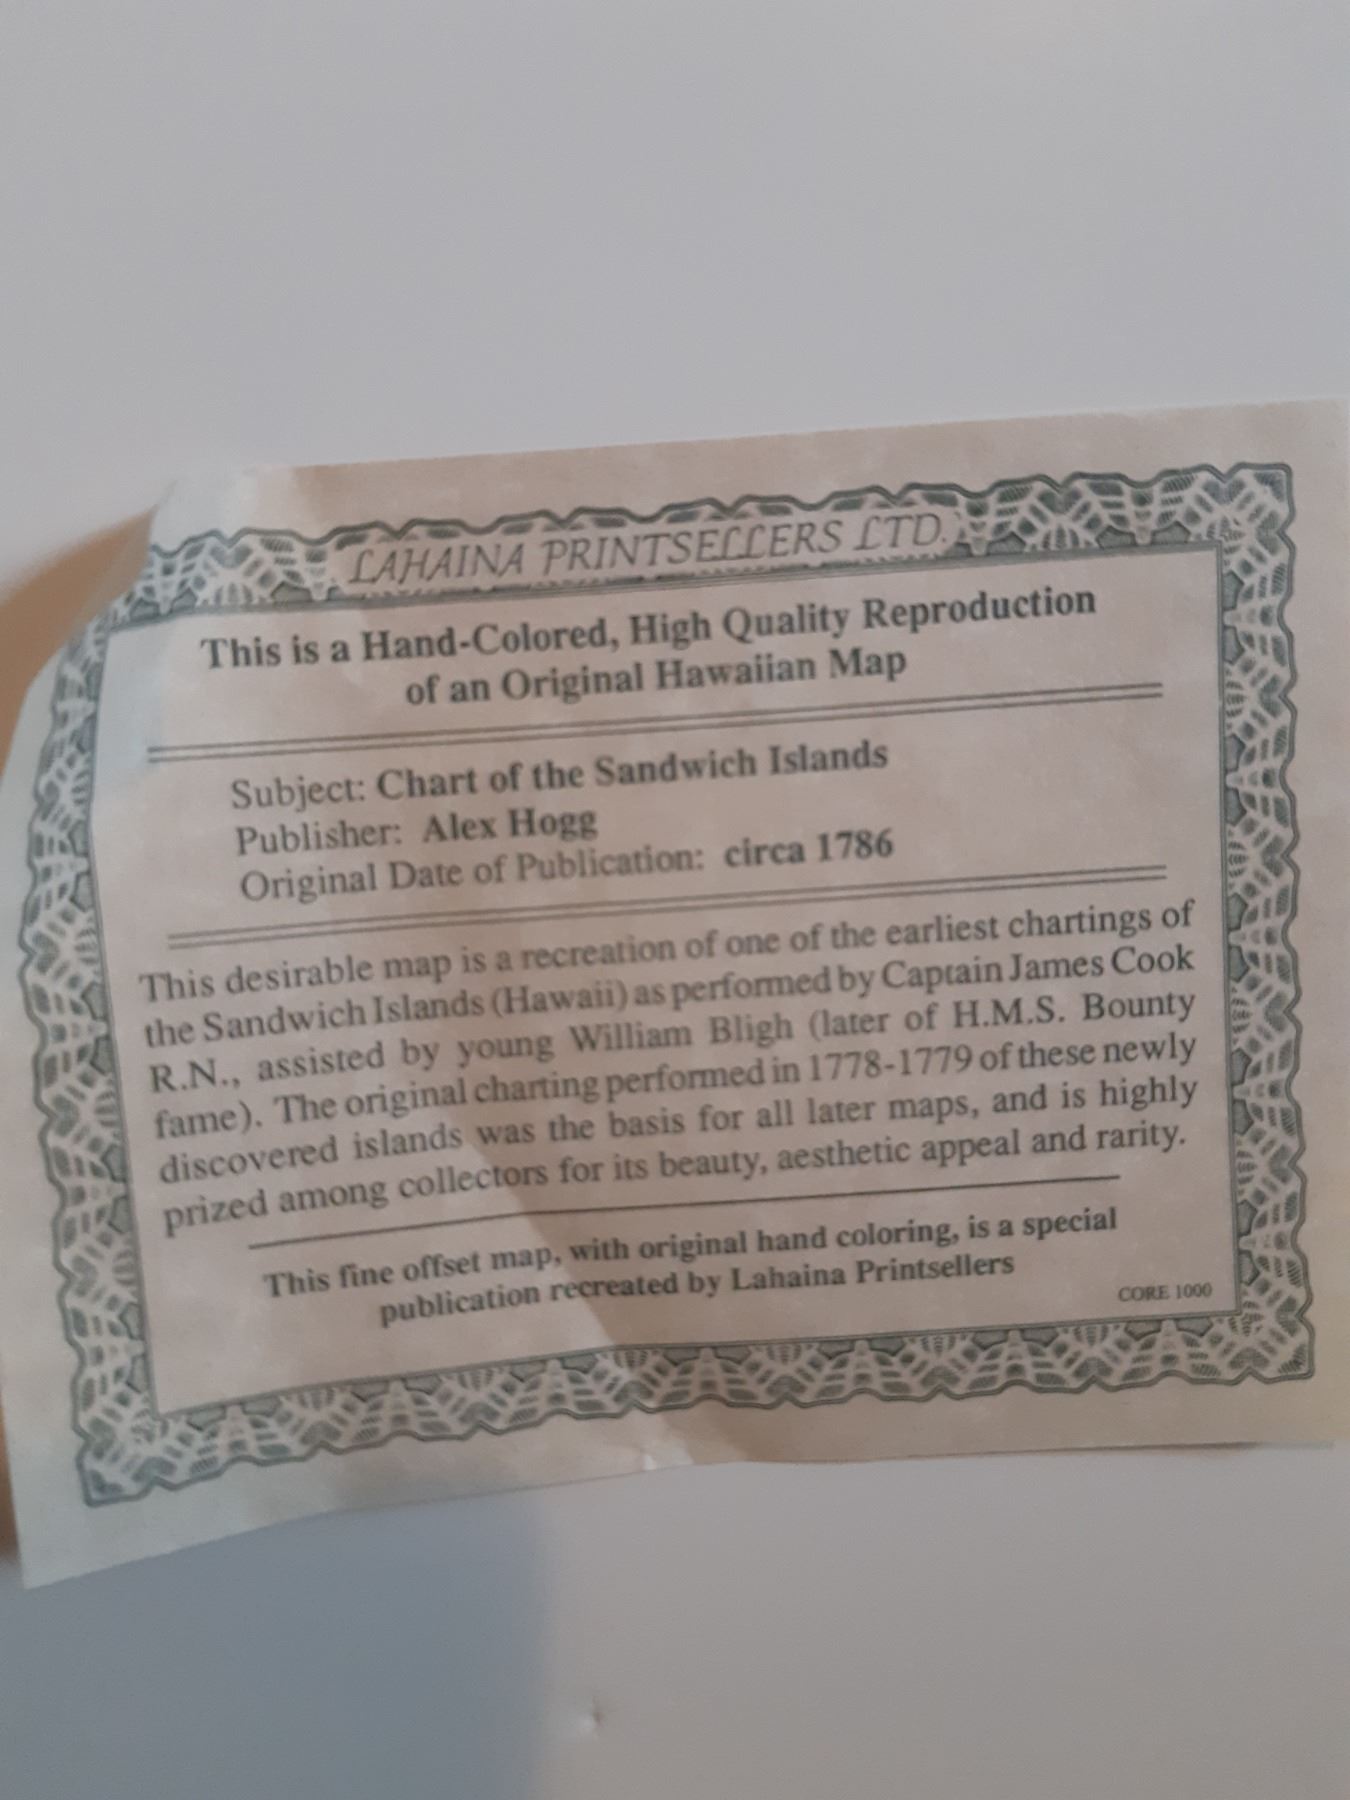 LAHAINA PRINTSELLERS LTD.
This is a Hand-Colored, High Quality Reproduction
of an Original Hawaiian Map
Subject: Chart of the Sandwich Islands
Publisher: Alex Hogg
Original Date of Publication: circa 1786
This desirable map is a recreation of one of the earliest chartings of
the Sandwich Islands (Hawaii) as performed by Captain James Cook
R.N., assisted by young William Bligh (later of H.M.S. Bounty
fame). The original charting performed in 1778-1779 of these newly
discovered islands was the basis for all later maps, and is highly
prized among collectors for its beauty, aesthetic appeal and rarity.
This fine offset map, with original hand coloring, is a special
publication recreated by Lahaina Printsellers
CORE 1000